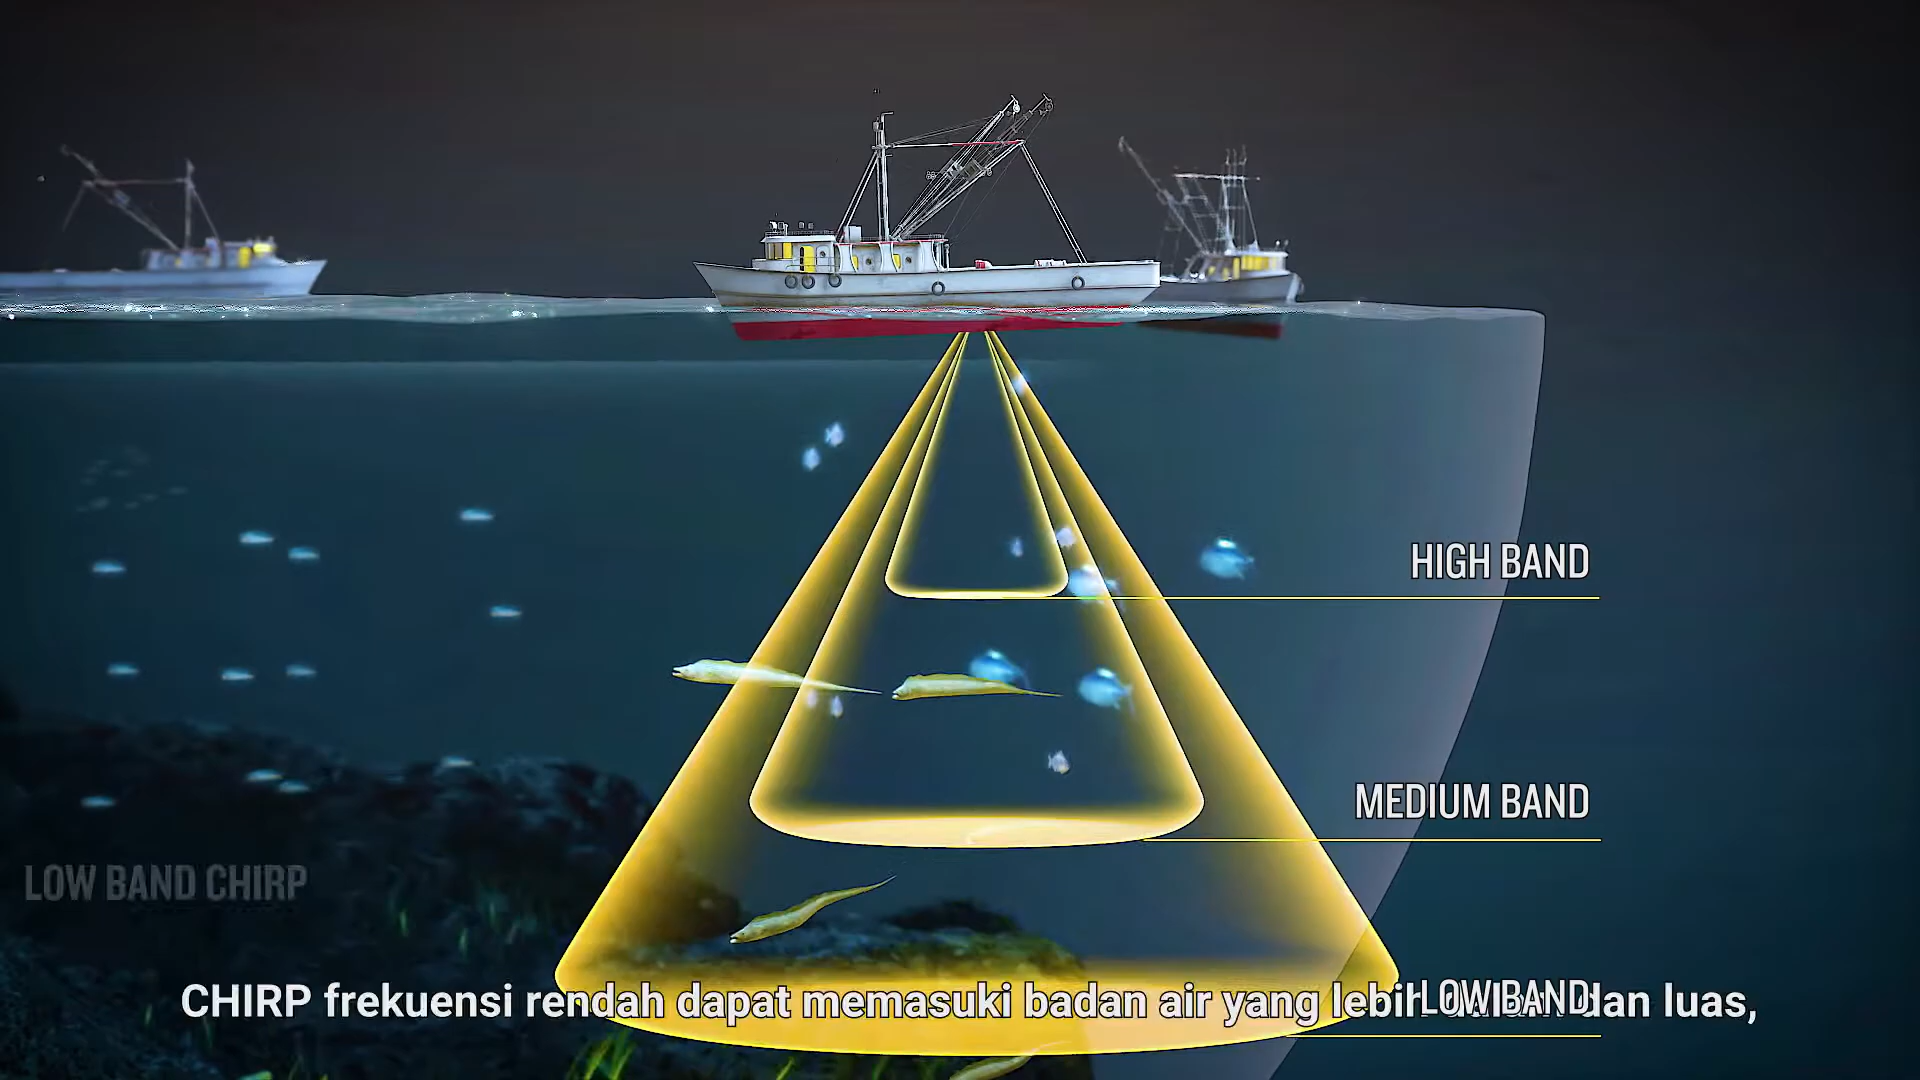 HIGH BAND
MEDIUM BAND
LOW BAND CHIRP
LOW BAND
CHIRP frekuensi rendah dapat memasuki badan air yang lebih dan luas,